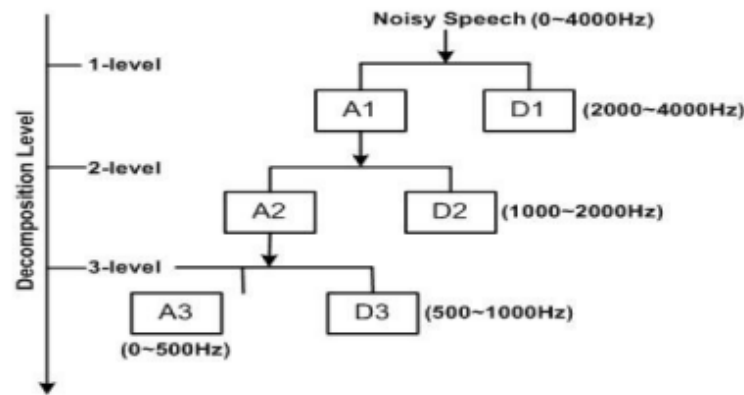 Noisy Speech (0~4000Hz)
1-level
A1
D1
(2000~4000Hz)
2-level
A2
D2
(1000~2000Hz)
3-level
A3
D3
(500~1000Hz)
(0~500Hz)
Decomposition Level